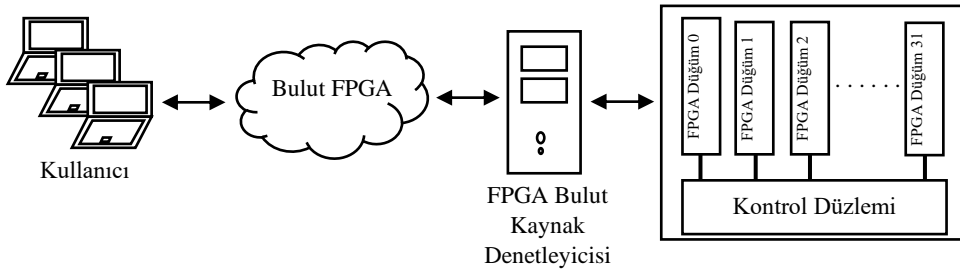 Kullanıcı
Bulut FPGA
FPGA Bulut
Kaynak
Denetleyicisi
FPGA Düğüm 0
FPGA Düğüm 1
FPGA Düğüm 2
. . . . . .
FPGA Düğüm 31
Kontrol Düzlemi